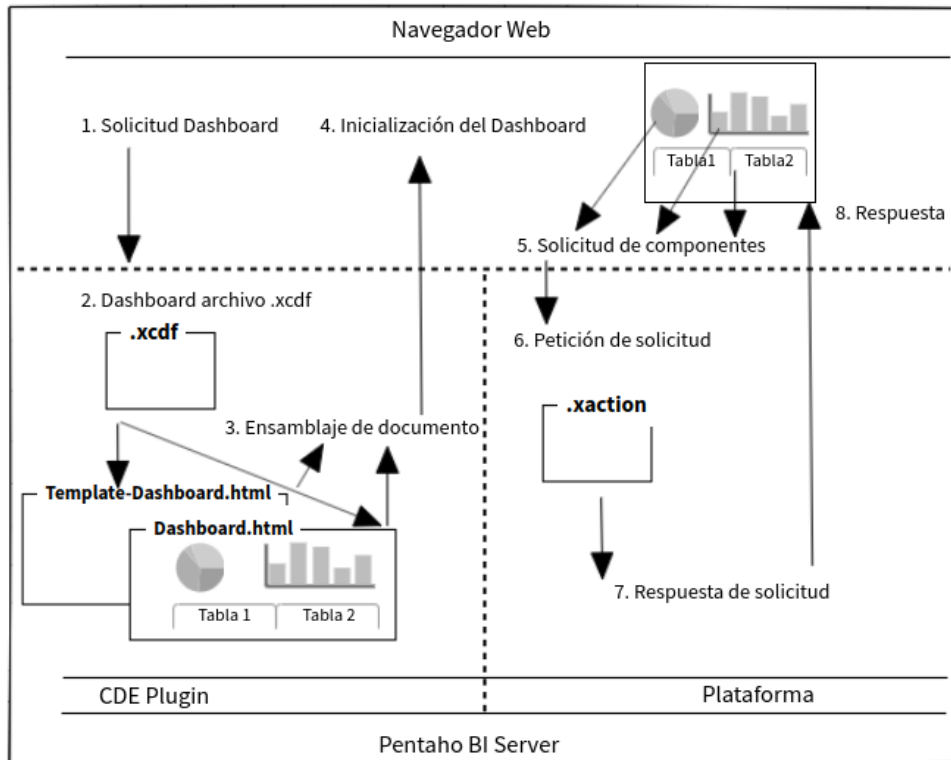 Navegador Web
1. Solicitud Dashboard
4. Inicialización del Dashboard
Tabla1
Tabla2
8. Respuesta
5. Solicitud de componentes
2. Dashboard archivo .xcdf
.xcdf
6. Petición de solicitud
.xaction
3. Ensamblaje de documento
Template-Dashboard.html
Dashboard.html
Tabla 1
Tabla 2
7. Respuesta de solicitud
CDE Plugin
Plataforma
Pentaho BI Server